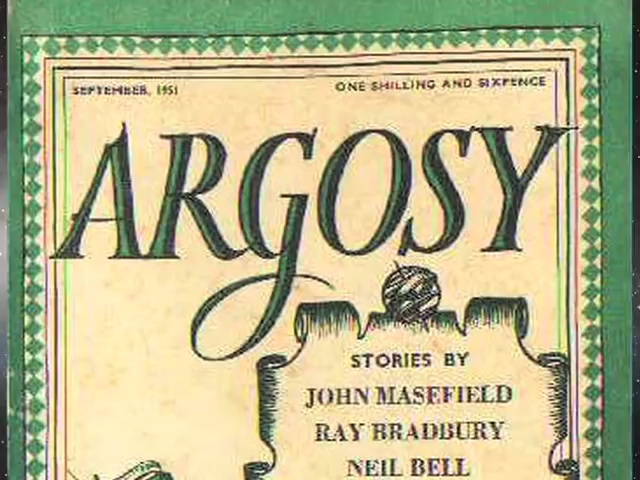 SEPTEMBER, 1951
ONE SHILLING AND SIXPENCE
ARGOSY
STORIES BY
JOHN MASEFIELD
RAY BRADBURY
NEIL BELL